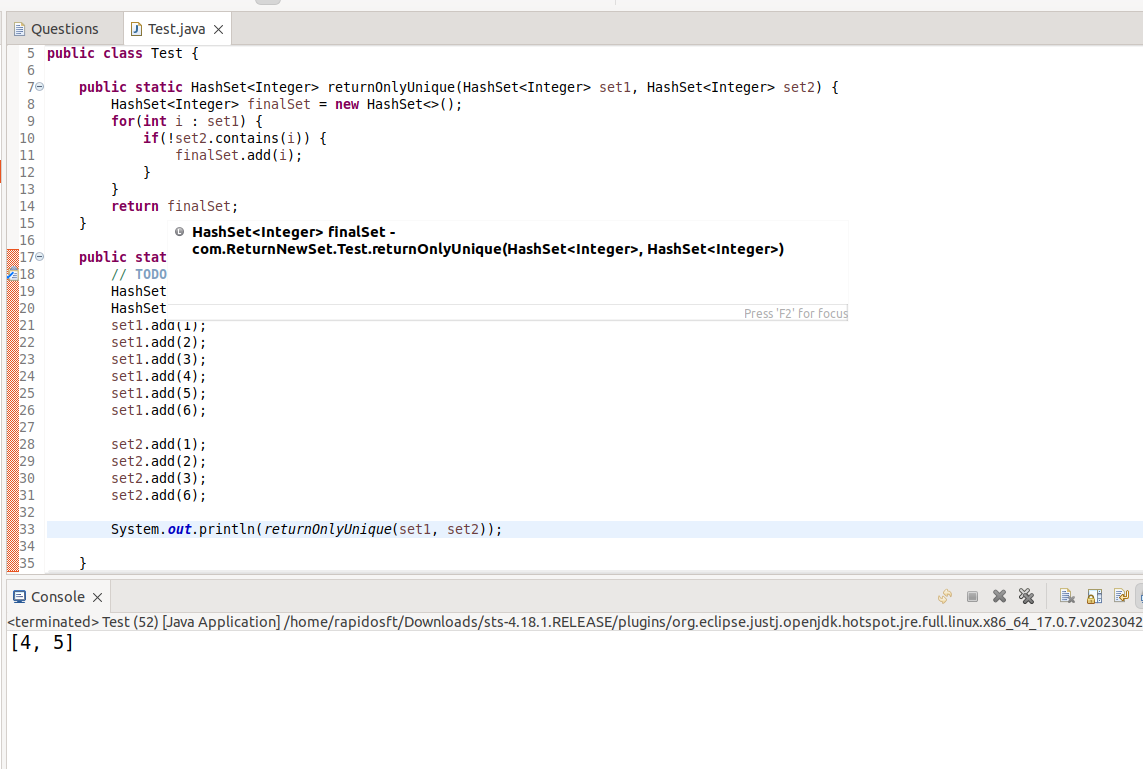 Questions
Test.java
5 public class Test {
6
7 public static HashSet<Integer> returnOnlyUnique(HashSet<Integer> set1, HashSet<Integer> set2) {
8 HashSet<Integer> finalSet = new HashSet<>();
9 for(int i : set1) {
10 if(!set2.contains(i)) {
11 finalSet.add(i);
12 }
13 }
14 return finalSet;
15 }
16
HashSet<Integer> finalSet -
com.ReturnNewSet.Test.returnOnlyUnique(HashSet<Integer>, HashSet<Integer>)
Press 'F2' for focus
17 public stat
18 // TODO
19 HashSet
20 HashSet
21 set1.add(1);
22 set1.add(2);
23 set1.add(3);
24 set1.add(4);
25 set1.add(5);
26 set1.add(6);
27
28 set2.add(1);
29 set2.add(2);
30 set2.add(3);
31 set2.add(6);
32
33 System.out.println(returnOnlyUnique(set1, set2));
34
35 }
Console
<terminated> Test (52) [Java Application] /home/rapidosoft/Downloads/sts-4.18.1.RELEASE/plugins/org.eclipse.justj.openjdk.hotspot.jre.full.linux.x86_64_17.0.7.v2023042
[4, 5]